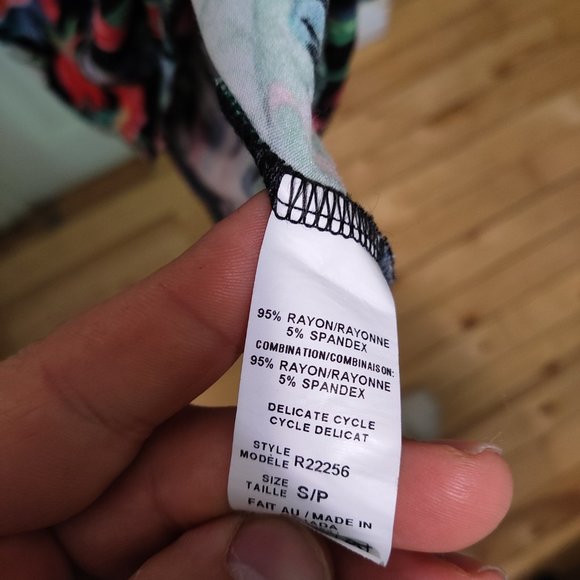 95% RAYON/RAYONNE
5% SPANDEX
COMBINATION/COMBINAISON:
95% RAYON/RAYONNE
5% SPANDEX
DELICATE CYCLE
CYCLE DELICAT
STYLE
MODÈLE R22256
SIZE
TAILLE S/P
FAIT AU / MADE IN